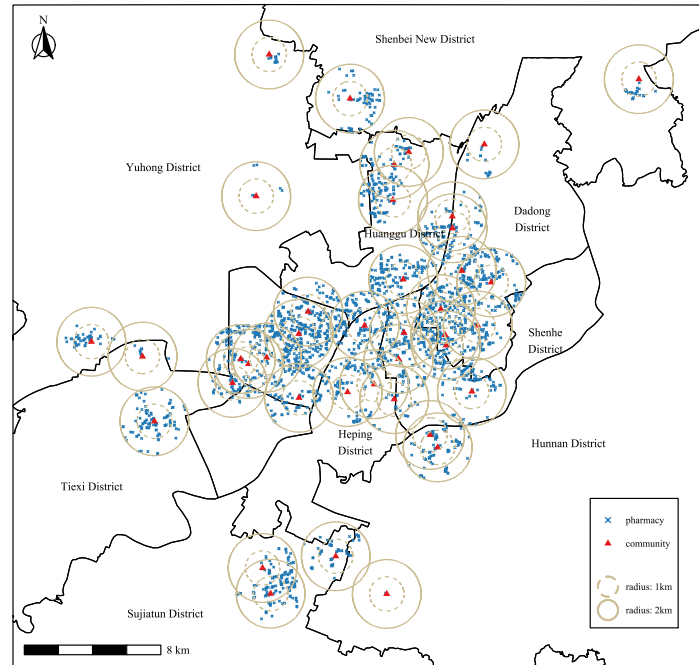 N
Shenbei New District
Yuhong District
Dadong
District
Huanggu District
Shenhe
District
Heping
District
Hunnan District
Tiexi District
Sujiatun District
pharmacy
community
radius: 1km
radius: 2km
8 km